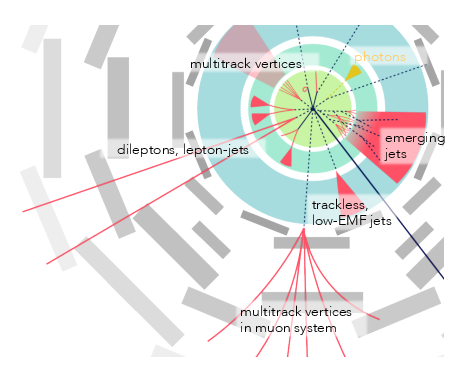 photons
multitrack vertices
emerging
jets
dileptons, lepton-jets
trackless,
low-EMF jets
multitrack vertices
in muon system